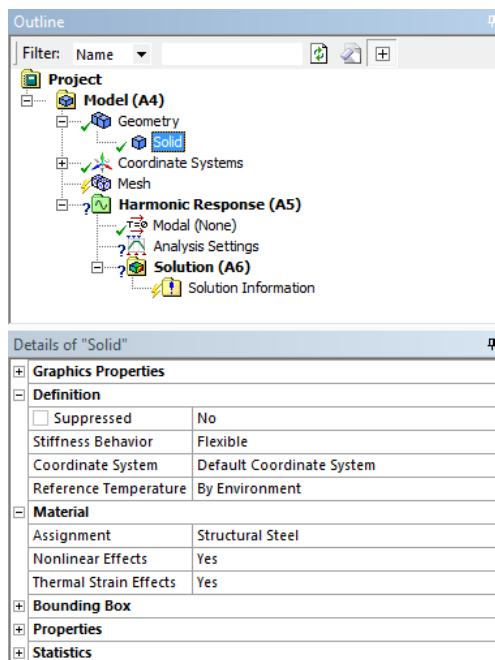 Outline
Filter: Name
Project
Model (A4)
Geometry
Solid
Coordinate Systems
Mesh
Harmonic Response (A5)
T=0 Modal (None)
Analysis Settings
Solution (A6)
Solution Information
Details of "Solid"
Graphics Properties
Definition
Suppressed No
Stiffness Behavior Flexible
Coordinate System Default Coordinate System
Reference Temperature By Environment
Material
Assignment Structural Steel
Nonlinear Effects Yes
Thermal Strain Effects Yes
Bounding Box
Properties
Statistics